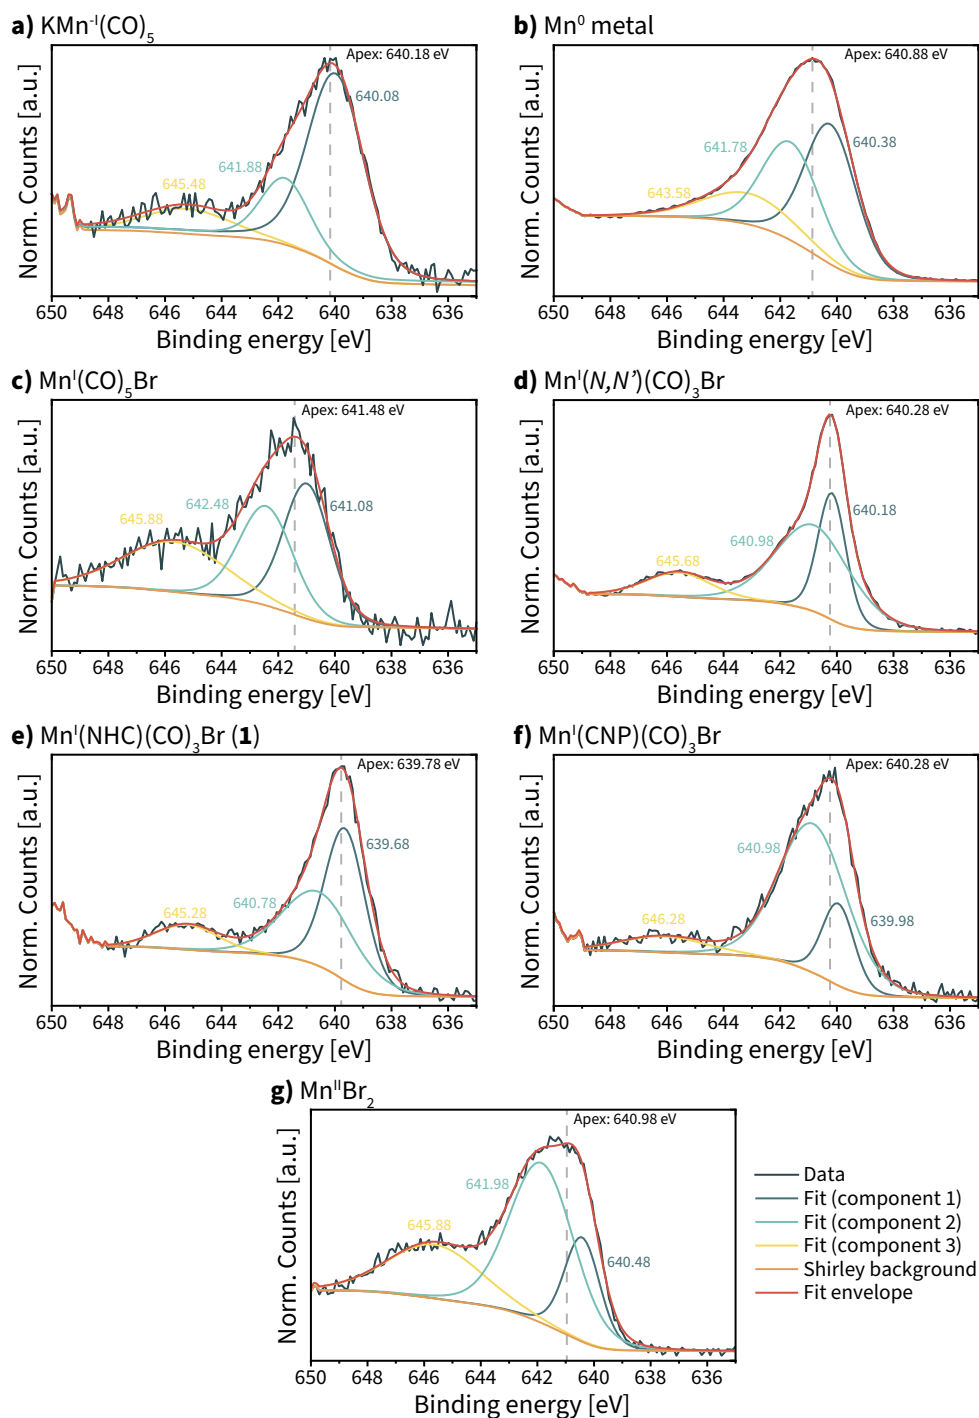 a) KMn⁻ᴵ(CO)₅
Apex: 640.18 eV
640.08
641.88
645.48
Norm. Counts [a.u.]
650 648 646 644 642 640 638 636
Binding energy [eV]
b) Mn⁰ metal
Apex: 640.88 eV
640.38
641.78
643.58
Norm. Counts [a.u.]
650 648 646 644 642 640 638 636
Binding energy [eV]
c) Mnᴵ(CO)₅Br
Apex: 641.48 eV
641.08
642.48
645.88
Norm. Counts [a.u.]
650 648 646 644 642 640 638 636
Binding energy [eV]
d) Mnᴵ(N,N')(CO)₃Br
Apex: 640.28 eV
640.18
640.98
645.68
Norm. Counts [a.u.]
650 648 646 644 642 640 638 636
Binding energy [eV]
e) Mnᴵ(NHC)(CO)₃Br (1)
Apex: 639.78 eV
639.68
640.78
645.28
Norm. Counts [a.u.]
650 648 646 644 642 640 638 636
Binding energy [eV]
f) Mnᴵ(CNP)(CO)₃Br
Apex: 640.28 eV
640.98
639.98
646.28
Norm. Counts [a.u.]
650 648 646 644 642 640 638 636
Binding energy [eV]
g) MnᴵᴵBr₂
Apex: 640.98 eV
641.98
645.88
640.48
Norm. Counts [a.u.]
650 648 646 644 642 640 638 636
Binding energy [eV]
Data
Fit (component 1)
Fit (component 2)
Fit (component 3)
Shirley background
Fit envelope